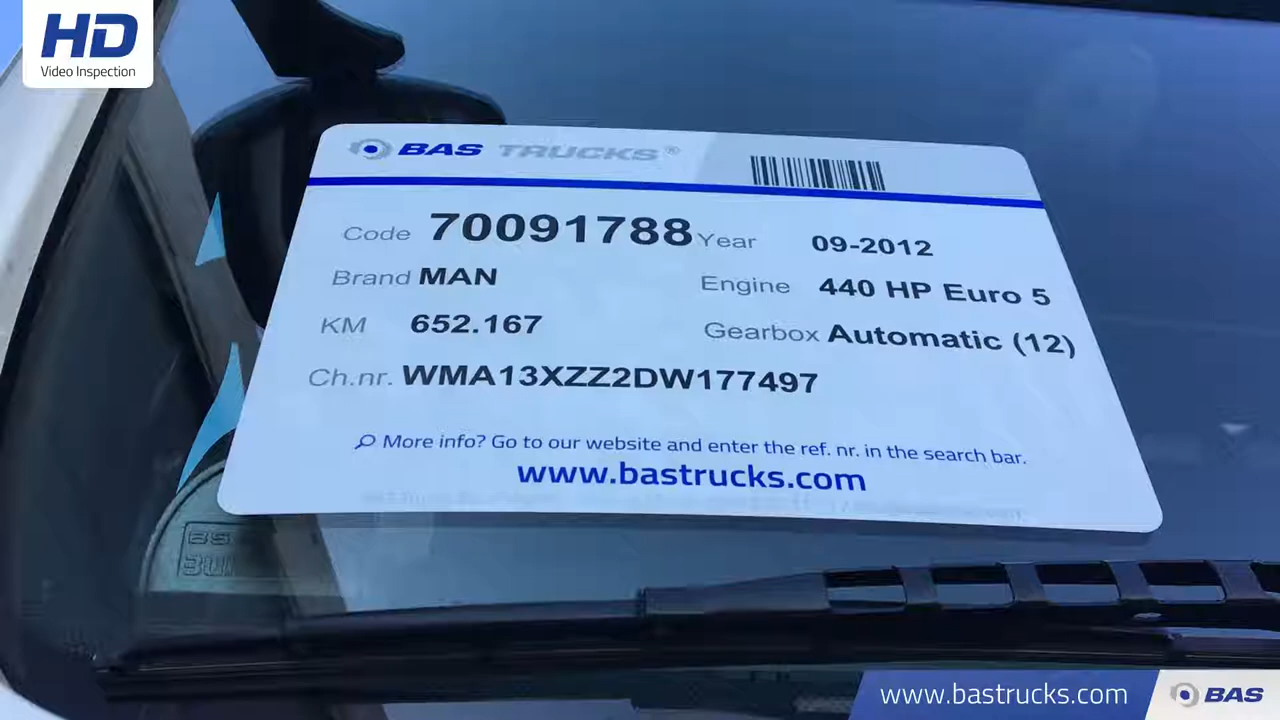 HD
Video Inspection
BAS TRUCKS®
Code 70091788 Year 09-2012
Brand MAN Engine 440 HP Euro 5
KM 652.167 Gearbox Automatic (12)
Ch.nr. WMA13XZZ2DW177497
More info? Go to our website and enter the ref. nr. in the search bar.
www.bastrucks.com
www.bastrucks.com BAS